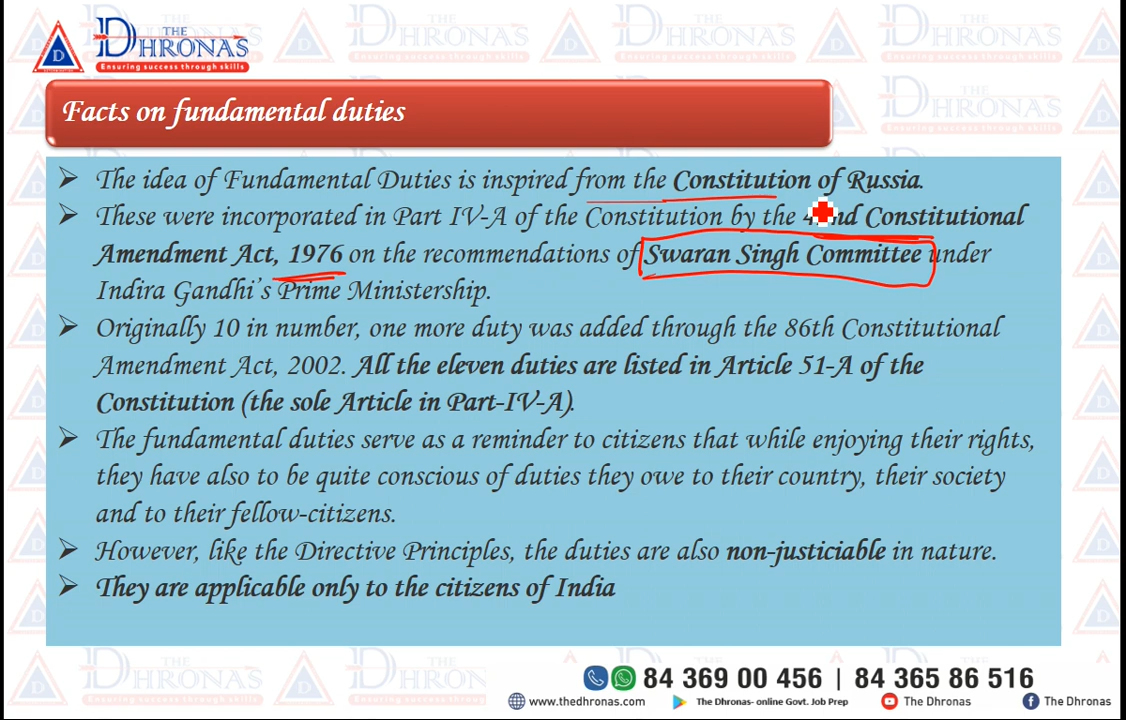 THE
DHRONAS
Ensuring success through skills
Facts on fundamental duties
The idea of Fundamental Duties is inspired from the Constitution of Russia.
These were incorporated in Part IV-A of the Constitution by the Constitutional
Amendment Act, 1976 on the recommendations of Swaran Singh Committee under
Indira Gandhi's Prime Ministership.
Originally 10 in number, one more duty was added through the 86th Constitutional
Amendment Act, 2002. All the eleven duties are listed in Article 51-A of the
Constitution (the sole Article in Part-IV-A).
The fundamental duties serve as a reminder to citizens that while enjoying their rights,
they have also to be quite conscious of duties they owe to their country, their society
and to their fellow-citizens.
However, like the Directive Principles, the duties are also non-justiciable in nature.
They are applicable only to the citizens of India
84 369 00 456 | 84 365 86 516
www.thedhronas.com The Dhronas- online Govt. Job Prep The Dhronas The Dhronas